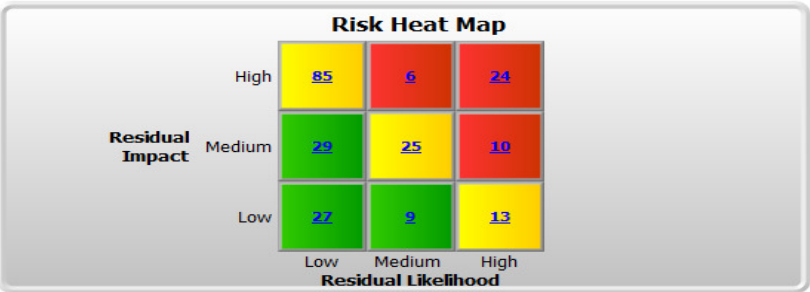 Risk Heat Map
High 85 6 24
Residual Impact
Medium 29 25 10
Low 27 9 13
Low Medium High
Residual Likelihood